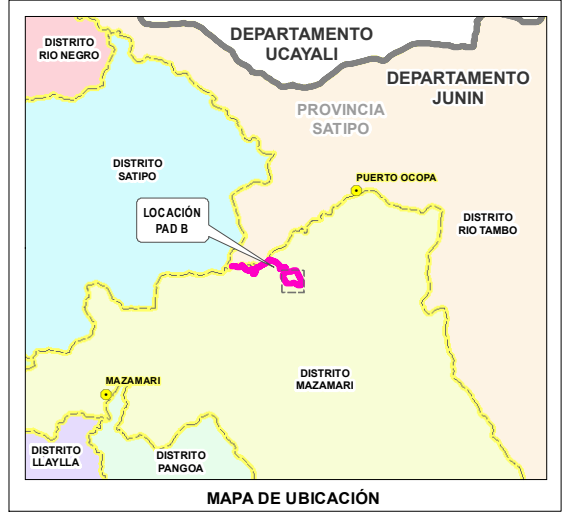 DEPARTAMENTO
UCAYALI
DISTRITO
RIO NEGRO
DEPARTAMENTO
JUNIN
PROVINCIA
SATIPO
DISTRITO
SATIPO
PUERTO OCOPA
LOCACIÓN
PAD B
DISTRITO
RIO TAMBO
DISTRITO
MAZAMARI
MAZAMARI
DISTRITO
LLAYLLA
DISTRITO
PANGOA
MAPA DE UBICACIÓN